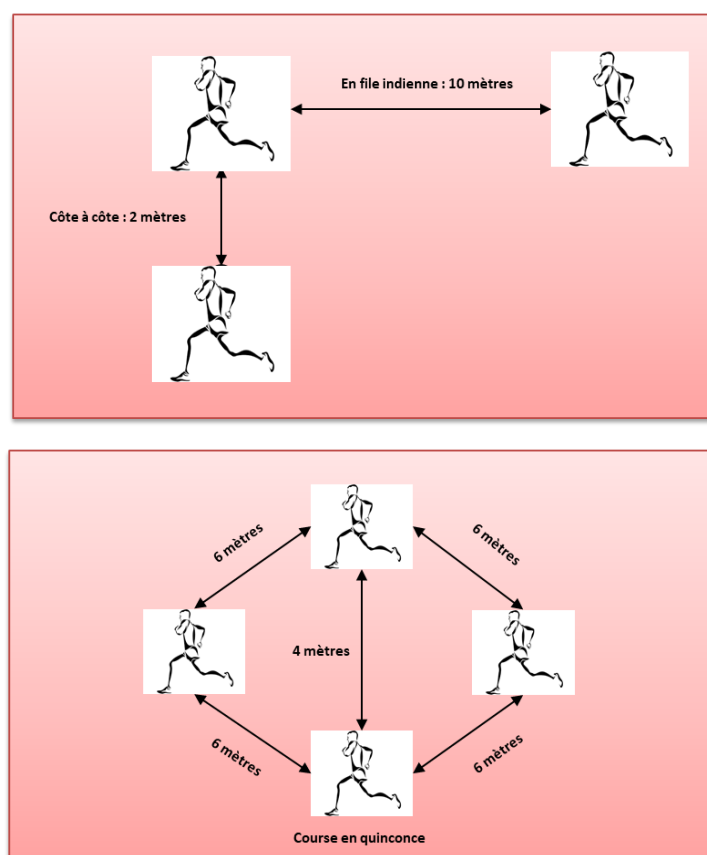 En file indienne : 10 mètres
Côte à côte : 2 mètres
6 mètres
6 mètres
4 mètres
6 mètres
6 mètres
Course en quinconce